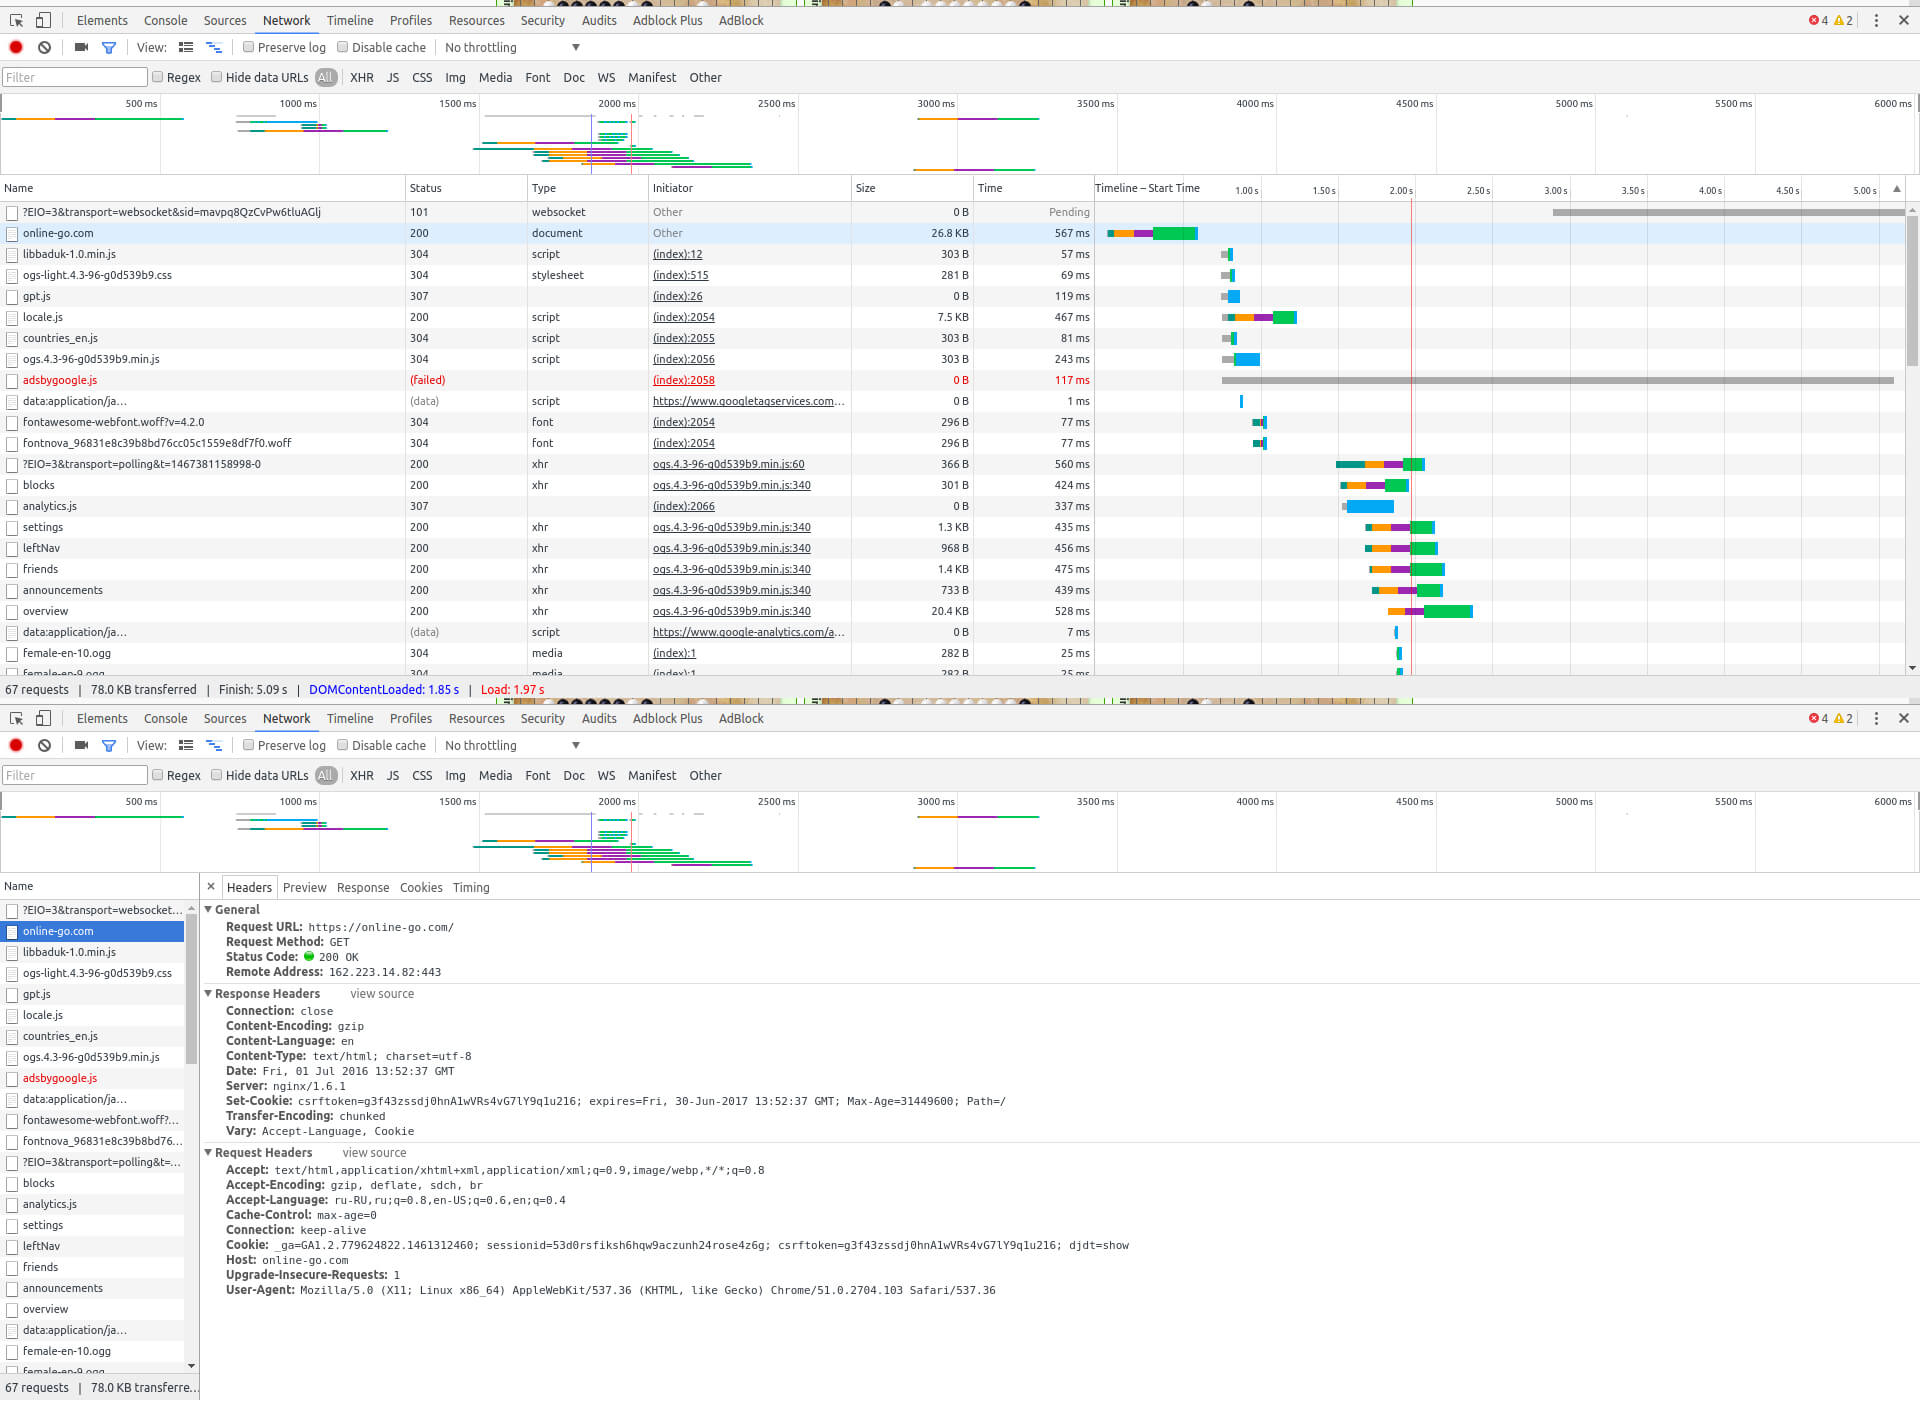 Elements Console Sources Network Timeline Profiles Resources Security Audits Adblock Plus AdBlock 4 2
View: Preserve log Disable cache No throttling
Filter Regex Hide data URLs All XHR JS CSS Img Media Font Doc WS Manifest Other
500 ms 1000 ms 1500 ms 2000 ms 2500 ms 3000 ms 3500 ms 4000 ms 4500 ms 5000 ms 5500 ms 6000 ms
Name Status Type Initiator Size Time Timeline – Start Time 1.00 s 1.50 s 2.00 s 2.50 s 3.00 s 3.50 s 4.00 s 4.50 s 5.00 s
?EIO=3&transport=websocket&sid=mavpq8QzCvPw6tluAGlj 101 websocket Other 0 B Pending
online-go.com 200 document Other 26.8 KB 567 ms
libbaduk-1.0.min.js 304 script (index):12 303 B 57 ms
ogs-light.4.3-96-g0d539b9.css 304 stylesheet (index):515 281 B 69 ms
gpt.js 307 (index):26 0 B 119 ms
locale.js 200 script (index):2054 7.5 KB 467 ms
countries_en.js 304 script (index):2055 303 B 81 ms
ogs.4.3-96-g0d539b9.min.js 304 script (index):2056 303 B 243 ms
adsbygoogle.js (failed) (index):2058 0 B 117 ms
data:application/ja… (data) script https://www.googletagservices.com… 0 B 1 ms
fontawesome-webfont.woff?v=4.2.0 304 font (index):2054 296 B 77 ms
fontnova_96831e8c39b8bd76cc05c1559e8df7f0.woff 304 font (index):2054 296 B 77 ms
?EIO=3&transport=polling&t=1467381158998-0 200 xhr ogs.4.3-96-g0d539b9.min.js:60 366 B 560 ms
blocks 200 xhr ogs.4.3-96-g0d539b9.min.js:340 301 B 424 ms
analytics.js 307 (index):2066 0 B 337 ms
settings 200 xhr ogs.4.3-96-g0d539b9.min.js:340 1.3 KB 435 ms
leftNav 200 xhr ogs.4.3-96-g0d539b9.min.js:340 968 B 456 ms
friends 200 xhr ogs.4.3-96-g0d539b9.min.js:340 1.4 KB 475 ms
announcements 200 xhr ogs.4.3-96-g0d539b9.min.js:340 733 B 439 ms
overview 200 xhr ogs.4.3-96-g0d539b9.min.js:340 20.4 KB 528 ms
data:application/ja… (data) script https://www.google-analytics.com/a… 0 B 7 ms
female-en-10.ogg 304 media (index):1 282 B 25 ms
female-en-9.ogg 304 media (index):1 282 B 25 ms
67 requests | 78.0 KB transferred | Finish: 5.09 s | DOMContentLoaded: 1.85 s | Load: 1.97 s
Elements Console Sources Network Timeline Profiles Resources Security Audits Adblock Plus AdBlock 4 2
View: Preserve log Disable cache No throttling
Filter Regex Hide data URLs All XHR JS CSS Img Media Font Doc WS Manifest Other
500 ms 1000 ms 1500 ms 2000 ms 2500 ms 3000 ms 3500 ms 4000 ms 4500 ms 5000 ms 5500 ms 6000 ms
Name
?EIO=3&transport=websocket…
online-go.com
libbaduk-1.0.min.js
ogs-light.4.3-96-g0d539b9.css
gpt.js
locale.js
countries_en.js
ogs.4.3-96-g0d539b9.min.js
adsbygoogle.js
data:application/ja…
fontawesome-webfont.woff?…
fontnova_96831e8c39b8bd76…
?EIO=3&transport=polling&t=…
blocks
analytics.js
settings
leftNav
friends
announcements
overview
data:application/ja…
female-en-10.ogg
female-en-9.ogg
67 requests | 78.0 KB transferre…
× Headers Preview Response Cookies Timing
General
Request URL: https://online-go.com/
Request Method: GET
Status Code: 200 OK
Remote Address: 162.223.14.82:443
Response Headers view source
Connection: close
Content-Encoding: gzip
Content-Language: en
Content-Type: text/html; charset=utf-8
Date: Fri, 01 Jul 2016 13:52:37 GMT
Server: nginx/1.6.1
Set-Cookie: csrftoken=g3f43zssdj0hnA1wVRs4vG7lY9q1u216; expires=Fri, 30-Jun-2017 13:52:37 GMT; Max-Age=31449600; Path=/
Transfer-Encoding: chunked
Vary: Accept-Language, Cookie
Request Headers view source
Accept: text/html,application/xhtml+xml,application/xml;q=0.9,image/webp,*/*;q=0.8
Accept-Encoding: gzip, deflate, sdch, br
Accept-Language: ru-RU,ru;q=0.8,en-US;q=0.6,en;q=0.4
Cache-Control: max-age=0
Connection: keep-alive
Cookie: _ga=GA1.2.779624822.1461312460; sessionid=53d0rsfiksh6hqw9aczunh24rose4z6g; csrftoken=g3f43zssdj0hnA1wVRs4vG7lY9q1u216; djdt=show
Host: online-go.com
Upgrade-Insecure-Requests: 1
User-Agent: Mozilla/5.0 (X11; Linux x86_64) AppleWebKit/537.36 (KHTML, like Gecko) Chrome/51.0.2704.103 Safari/537.36